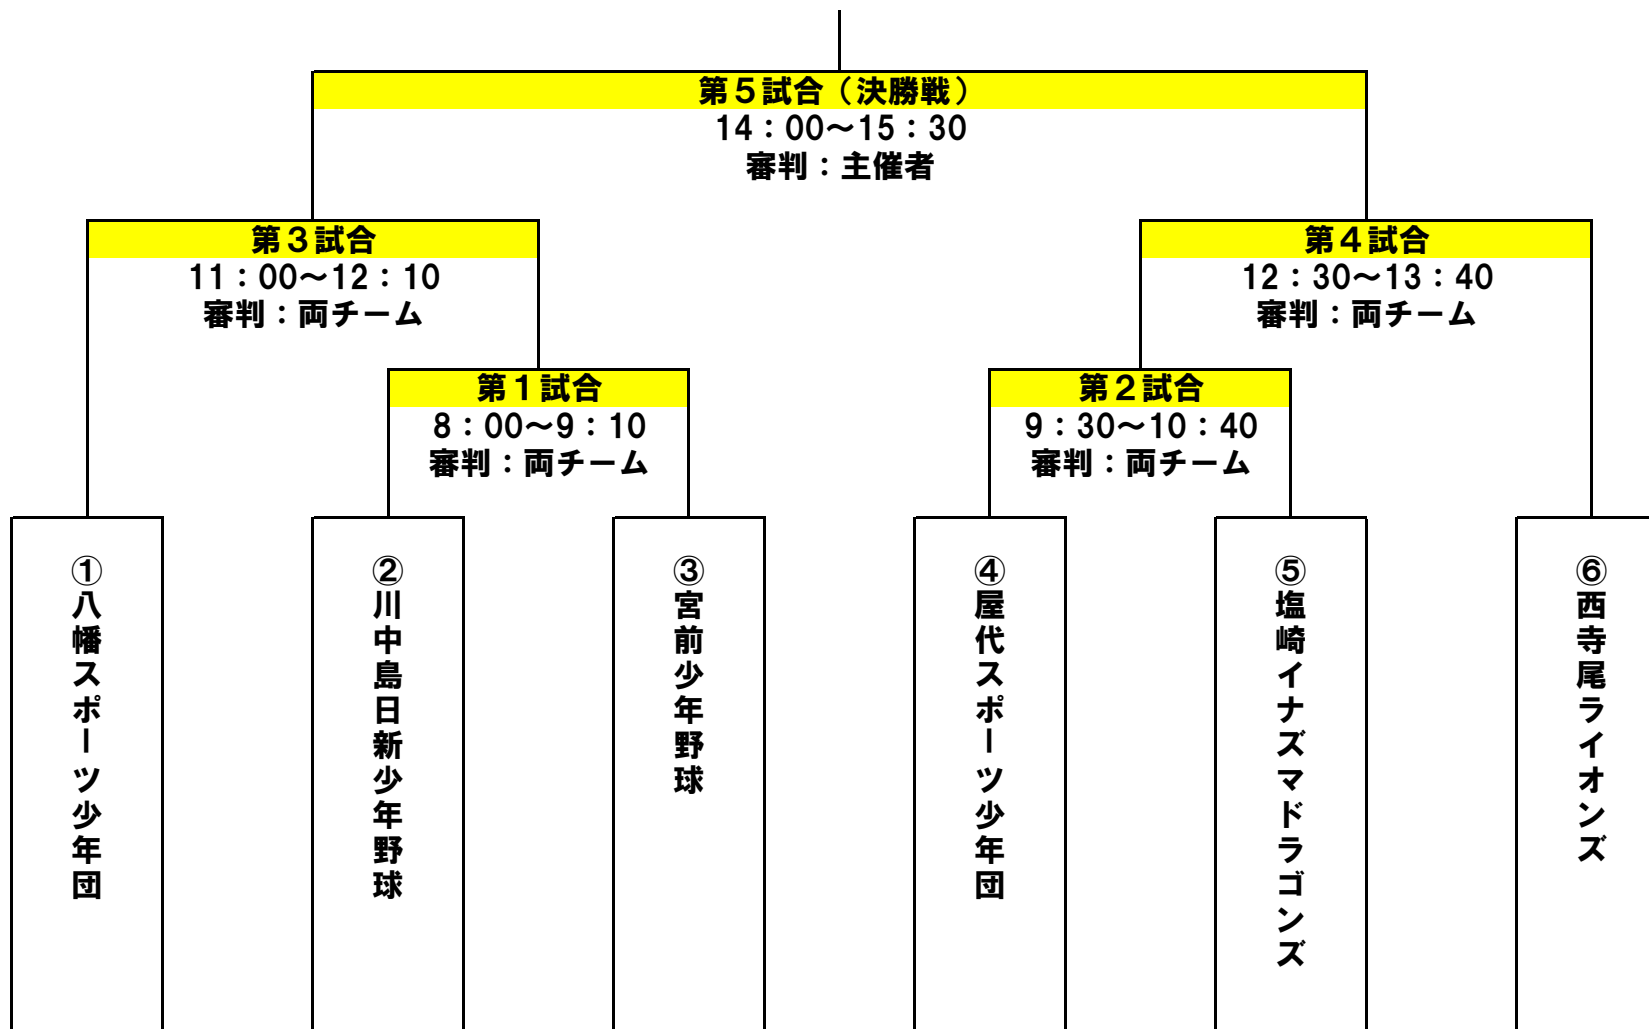 第５試合（決勝戦）
14：00～15：30
審判：主催者
第３試合
11：00～12：10
審判：両チーム
第４試合
12：30～13：40
審判：両チーム
第１試合
8：00～9：10
審判：両チーム
第２試合
9：30～10：40
審判：両チーム
①八幡スポーツ少年団
②川中島日新少年野球
③宮前少年野球
④屋代スポーツ少年団
⑤塩崎イナズマドラゴンズ
⑥西寺尾ライオンズ